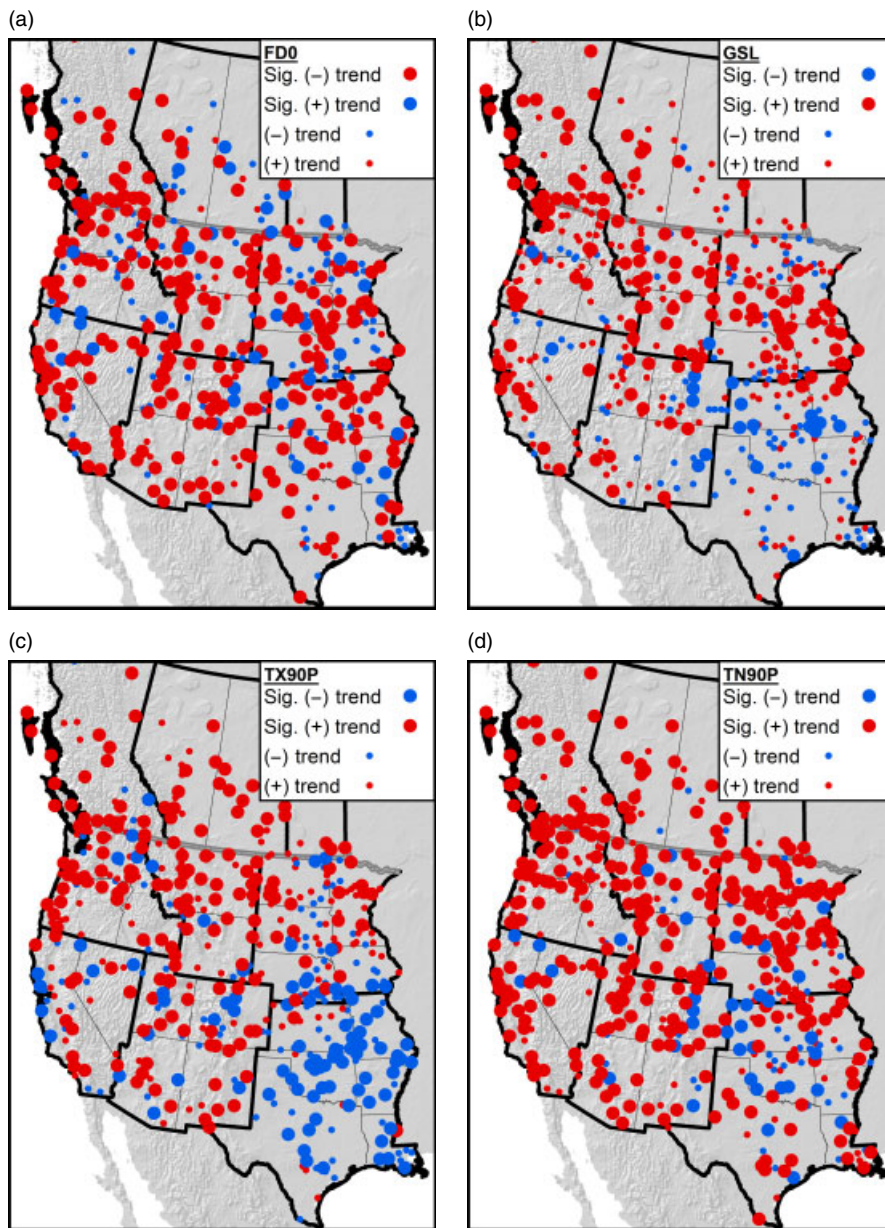 (a)
FD0
Sig. (−) trend
Sig. (+) trend
(−) trend
(+) trend
(b)
GSL
Sig. (−) trend
Sig. (+) trend
(−) trend
(+) trend
(c)
TX90P
Sig. (−) trend
Sig. (+) trend
(−) trend
(+) trend
(d)
TN90P
Sig. (−) trend
Sig. (+) trend
(−) trend
(+) trend